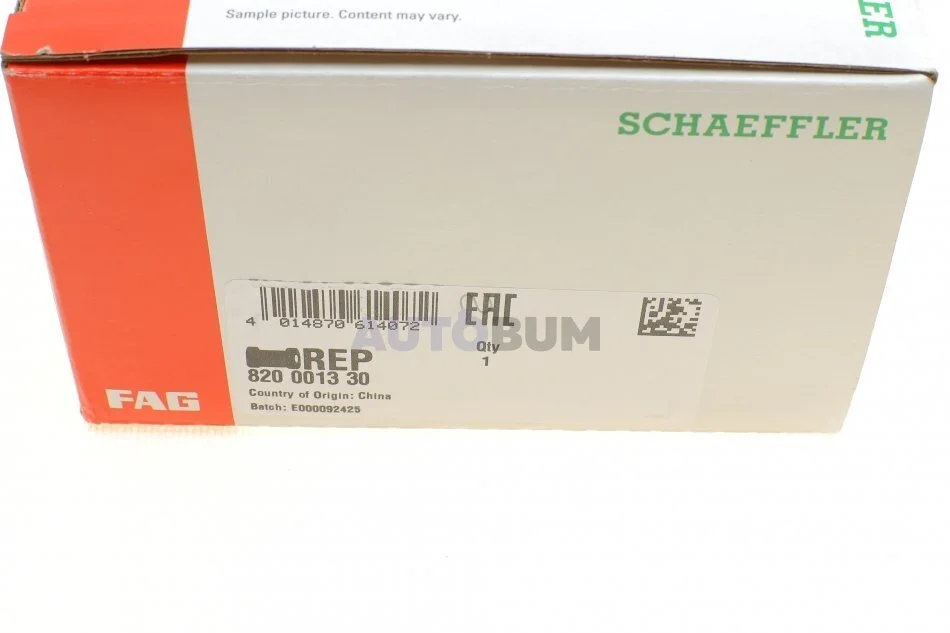 Sample picture. Content may vary.
ER
SCHAEFFLER
4 014870 614072
EAC
AUTOBUM
Qty
1
REP
820 0013 30
Country of Origin: China
Batch: E000092425
FAG